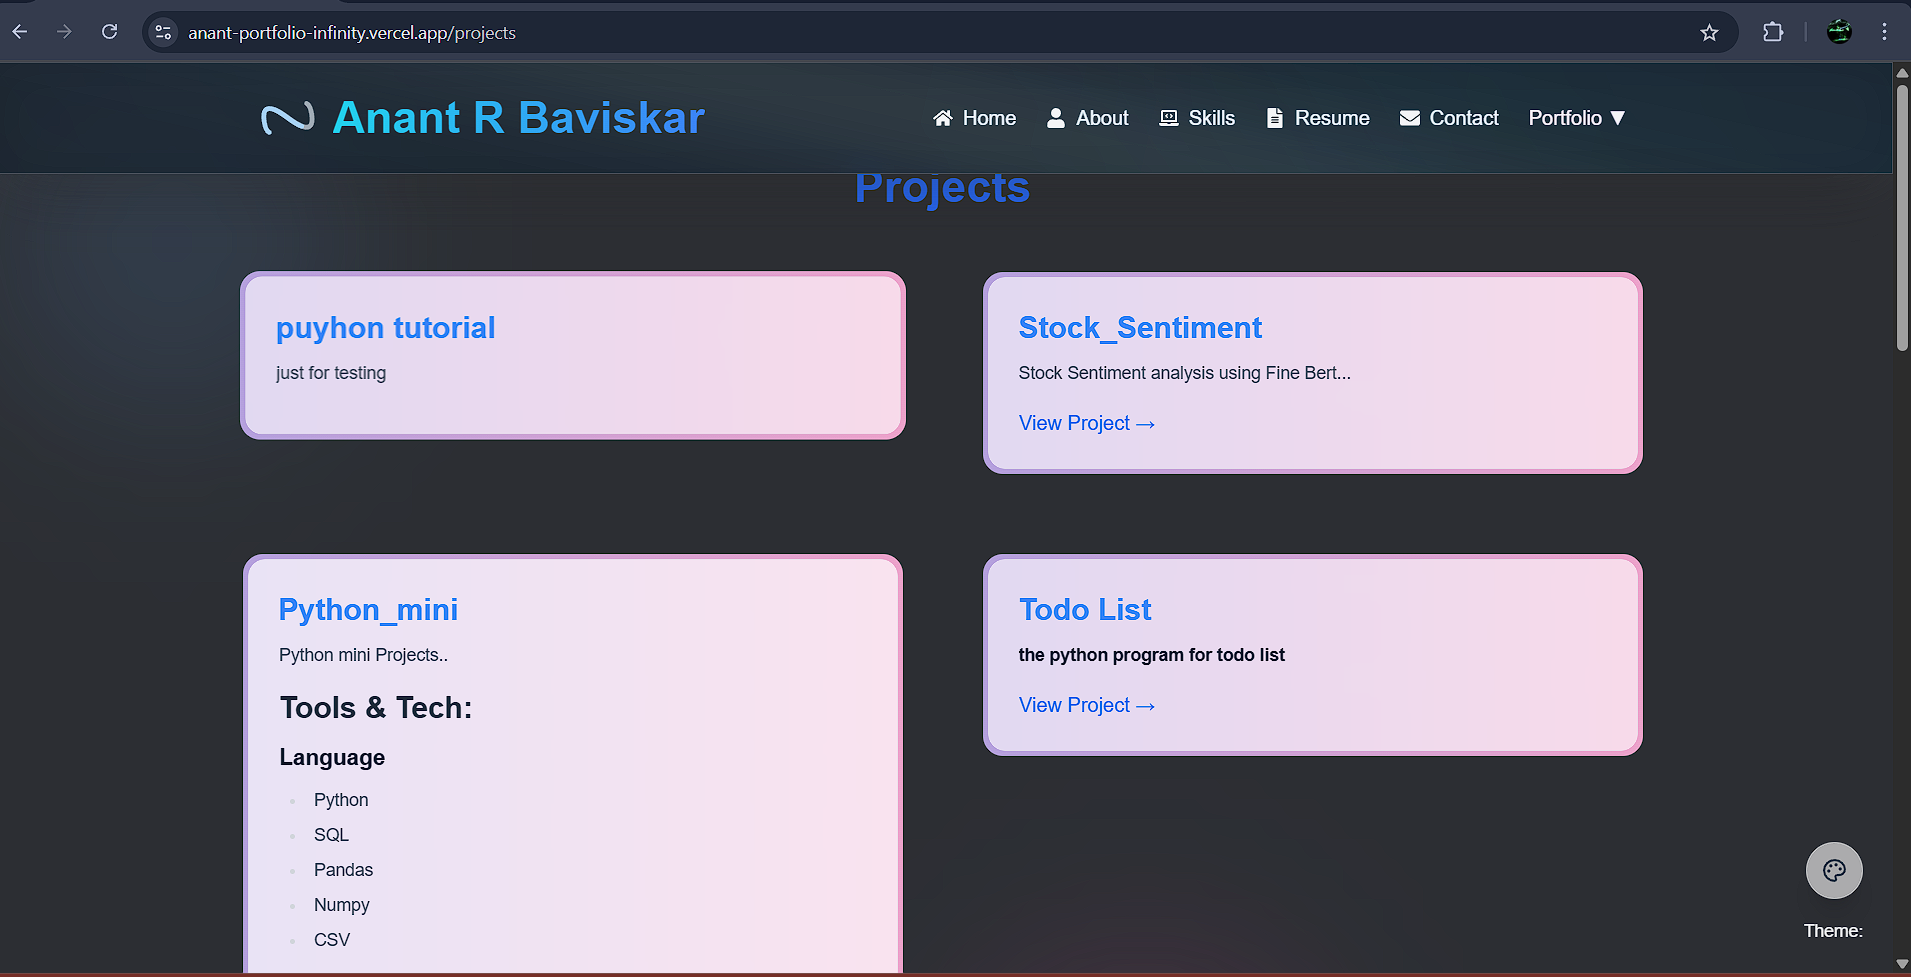 anant-portfolio-infinity.vercel.app/projects
Anant R Baviskar
Home About Skills Resume Contact Portfolio ▼
Projects
puyhon tutorial
just for testing
Stock_Sentiment
Stock Sentiment analysis using Fine Bert...
View Project →
Python_mini
Python mini Projects..
Tools & Tech:
Language
Python
SQL
Pandas
Numpy
CSV
Todo List
the python program for todo list
View Project →
Theme: